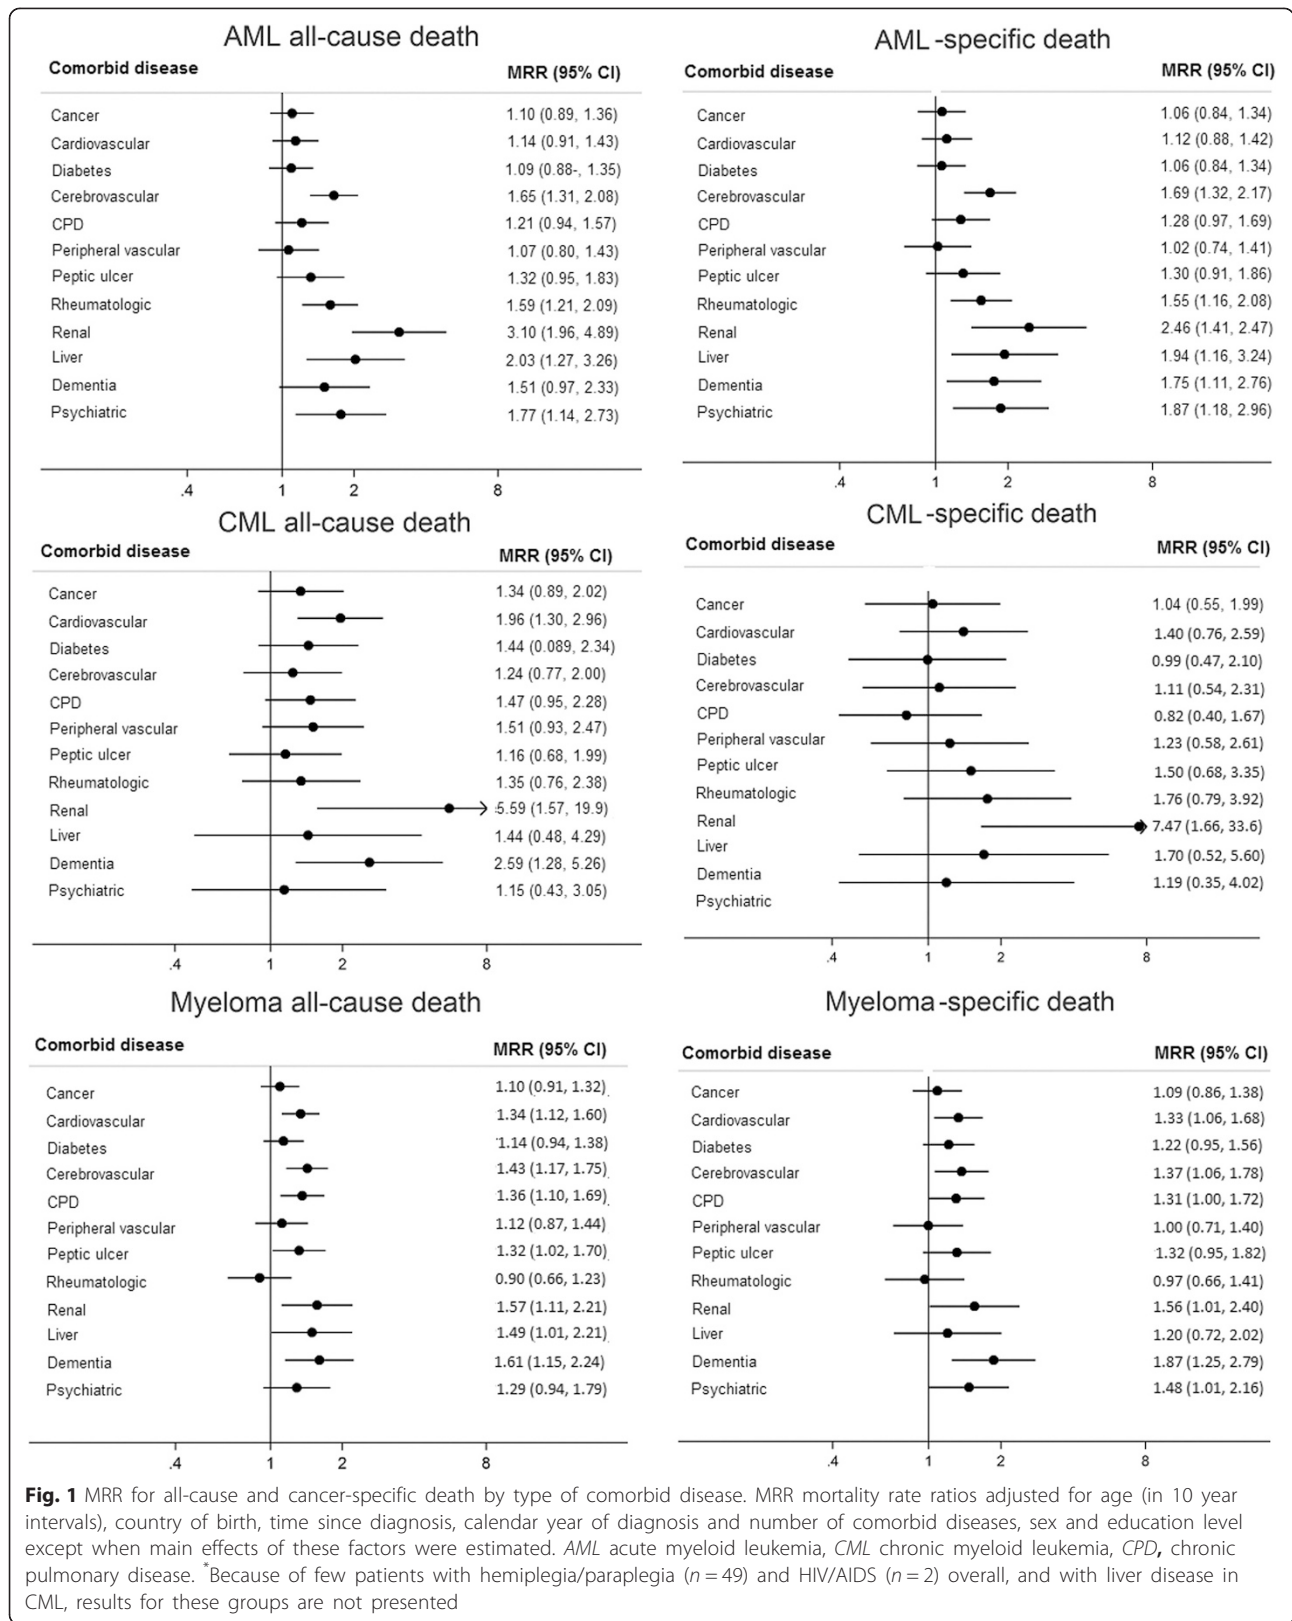 AML all-cause death
Comorbid disease MRR (95% CI)
Cancer 1.10 (0.89, 1.36)
Cardiovascular 1.14 (0.91, 1.43)
Diabetes 1.09 (0.88-, 1.35)
Cerebrovascular 1.65 (1.31, 2.08)
CPD 1.21 (0.94, 1.57)
Peripheral vascular 1.07 (0.80, 1.43)
Peptic ulcer 1.32 (0.95, 1.83)
Rheumatologic 1.59 (1.21, 2.09)
Renal 3.10 (1.96, 4.89)
Liver 2.03 (1.27, 3.26)
Dementia 1.51 (0.97, 2.33)
Psychiatric 1.77 (1.14, 2.73)
.4 1 2 8
AML-specific death
Comorbid disease MRR (95% CI)
Cancer 1.06 (0.84, 1.34)
Cardiovascular 1.12 (0.88, 1.42)
Diabetes 1.06 (0.84, 1.34)
Cerebrovascular 1.69 (1.32, 2.17)
CPD 1.28 (0.97, 1.69)
Peripheral vascular 1.02 (0.74, 1.41)
Peptic ulcer 1.30 (0.91, 1.86)
Rheumatologic 1.55 (1.16, 2.08)
Renal 2.46 (1.41, 2.47)
Liver 1.94 (1.16, 3.24)
Dementia 1.75 (1.11, 2.76)
Psychiatric 1.87 (1.18, 2.96)
.4 1 2 8
CML all-cause death
Comorbid disease MRR (95% CI)
Cancer 1.34 (0.89, 2.02)
Cardiovascular 1.96 (1.30, 2.96)
Diabetes 1.44 (0.089, 2.34)
Cerebrovascular 1.24 (0.77, 2.00)
CPD 1.47 (0.95, 2.28)
Peripheral vascular 1.51 (0.93, 2.47)
Peptic ulcer 1.16 (0.68, 1.99)
Rheumatologic 1.35 (0.76, 2.38)
Renal 5.59 (1.57, 19.9)
Liver 1.44 (0.48, 4.29)
Dementia 2.59 (1.28, 5.26)
Psychiatric 1.15 (0.43, 3.05)
.4 1 2 8
CML-specific death
Comorbid disease MRR (95% CI)
Cancer 1.04 (0.55, 1.99)
Cardiovascular 1.40 (0.76, 2.59)
Diabetes 0.99 (0.47, 2.10)
Cerebrovascular 1.11 (0.54, 2.31)
CPD 0.82 (0.40, 1.67)
Peripheral vascular 1.23 (0.58, 2.61)
Peptic ulcer 1.50 (0.68, 3.35)
Rheumatologic 1.76 (0.79, 3.92)
Renal 7.47 (1.66, 33.6)
Liver 1.70 (0.52, 5.60)
Dementia 1.19 (0.35, 4.02)
Psychiatric
.4 1 2 8
Myeloma all-cause death
Comorbid disease MRR (95% CI)
Cancer 1.10 (0.91, 1.32)
Cardiovascular 1.34 (1.12, 1.60)
Diabetes 1.14 (0.94, 1.38)
Cerebrovascular 1.43 (1.17, 1.75)
CPD 1.36 (1.10, 1.69)
Peripheral vascular 1.12 (0.87, 1.44)
Peptic ulcer 1.32 (1.02, 1.70)
Rheumatologic 0.90 (0.66, 1.23)
Renal 1.57 (1.11, 2.21)
Liver 1.49 (1.01, 2.21)
Dementia 1.61 (1.15, 2.24)
Psychiatric 1.29 (0.94, 1.79)
.4 1 2 8
Myeloma-specific death
Comorbid disease MRR (95% CI)
Cancer 1.09 (0.86, 1.38)
Cardiovascular 1.33 (1.06, 1.68)
Diabetes 1.22 (0.95, 1.56)
Cerebrovascular 1.37 (1.06, 1.78)
CPD 1.31 (1.00, 1.72)
Peripheral vascular 1.00 (0.71, 1.40)
Peptic ulcer 1.32 (0.95, 1.82)
Rheumatologic 0.97 (0.66, 1.41)
Renal 1.56 (1.01, 2.40)
Liver 1.20 (0.72, 2.02)
Dementia 1.87 (1.25, 2.79)
Psychiatric 1.48 (1.01, 2.16)
.4 1 2 8
Fig. 1 MRR for all-cause and cancer-specific death by type of comorbid disease. MRR mortality rate ratios adjusted for age (in 10 year
intervals), country of birth, time since diagnosis, calendar year of diagnosis and number of comorbid diseases, sex and education level
except when main effects of these factors were estimated. AML acute myeloid leukemia, CML chronic myeloid leukemia, CPD, chronic
pulmonary disease. *Because of few patients with hemiplegia/paraplegia (n = 49) and HIV/AIDS (n = 2) overall, and with liver disease in
CML, results for these groups are not presented